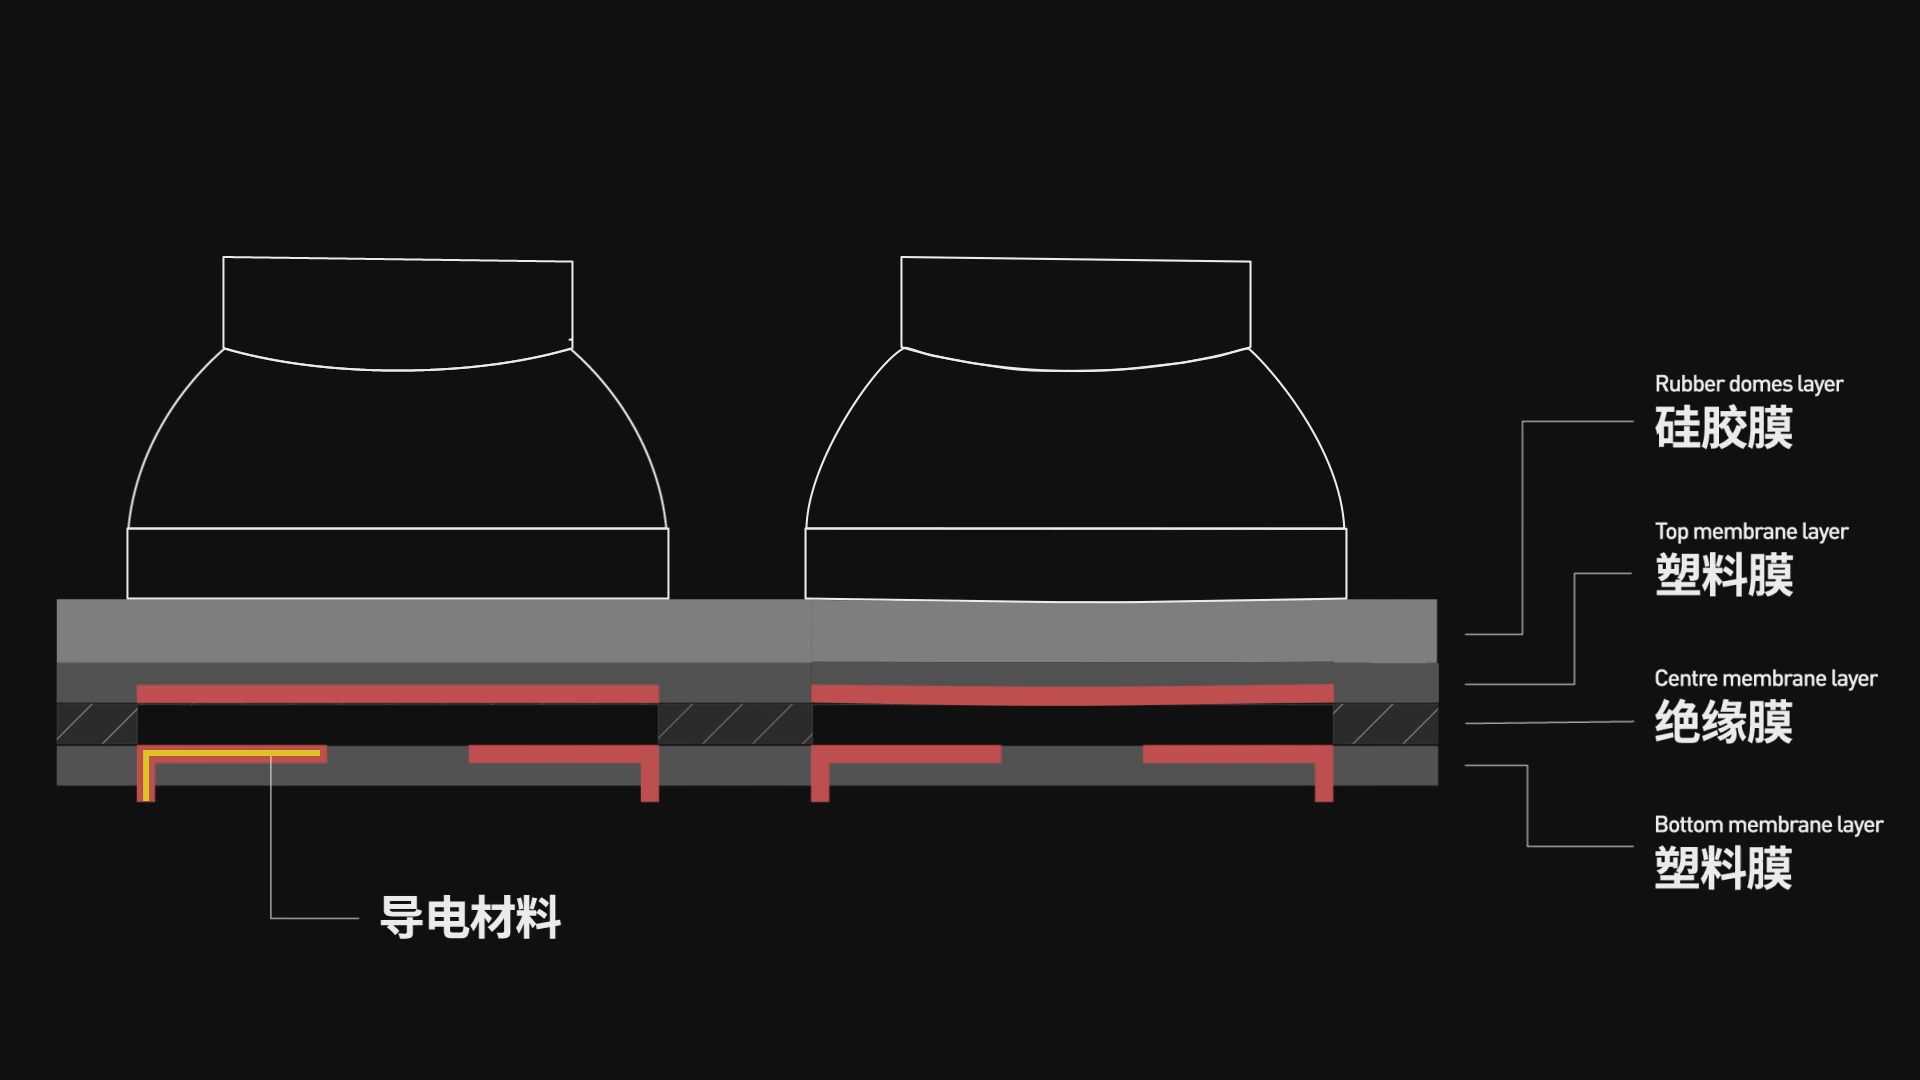 Rubber domes layer
硅胶膜
Top membrane layer
塑料膜
Centre membrane layer
绝缘膜
Bottom membrane layer
塑料膜
导电材料